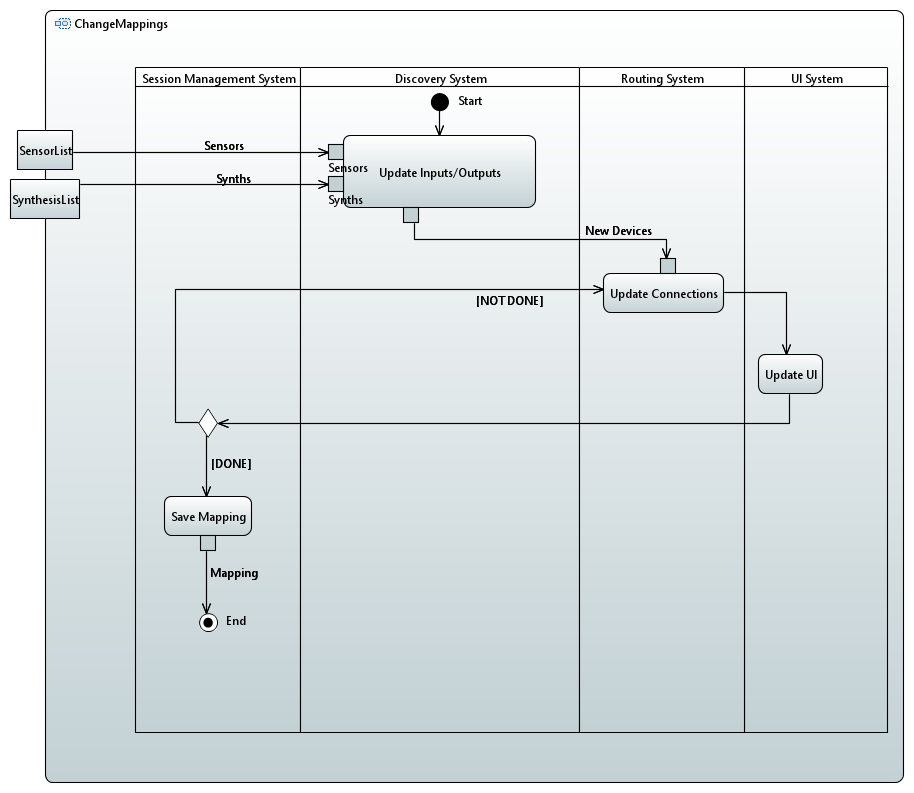 ChangeMappings
Session Management System
Discovery System
Routing System
UI System
Start
SensorList
Sensors
Sensors
Update Inputs/Outputs
SynthesisList
Synths
Synths
New Devices
Update Connections
[NOT DONE]
Update UI
[DONE]
Save Mapping
Mapping
End